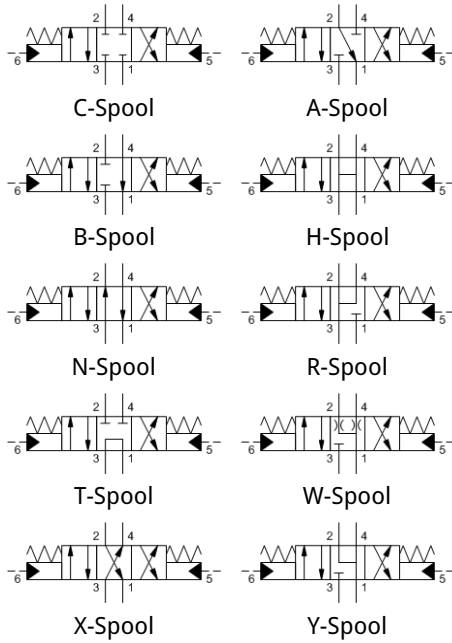 2 4 2 4
6 5 6 5
3 1 3 1
C-Spool A-Spool
2 4 2 4
6 5 6 5
3 1 3 1
B-Spool H-Spool
2 4 2 4
6 5 6 5
3 1 3 1
N-Spool R-Spool
2 4 2 4
6 5 6 5
3 1 3 1
T-Spool W-Spool
2 4 2 4
6 5 6 5
3 1 3 1
X-Spool Y-Spool